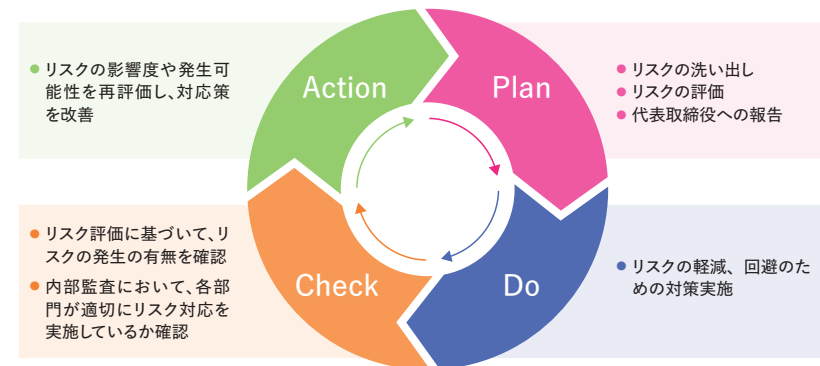 Action
● リスクの影響度や発生可
能性を再評価し、対応策
を改善
Plan
● リスクの洗い出し
● リスクの評価
● 代表取締役への報告
Check
● リスク評価に基づいて、リ
スクの発生の有無を確認
● 内部監査において、各部
門が適切にリスク対応を
実施しているか確認
Do
● リスクの軽減、回避のた
めの対策実施